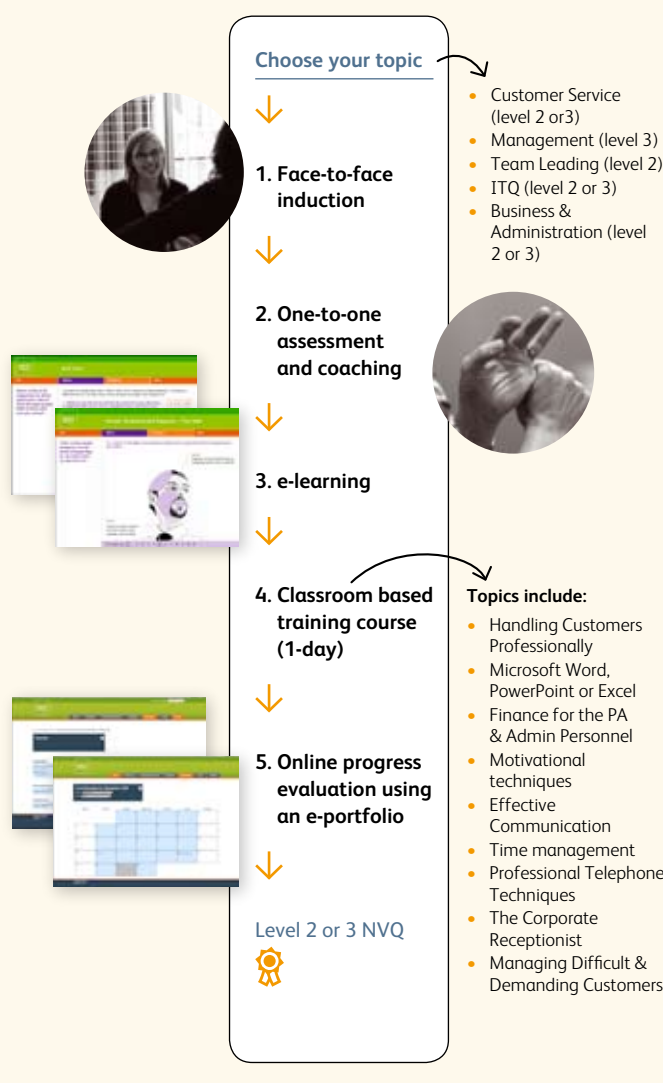 Choose your topic
Customer Service
(level 2 or3)
Management (level 3)
Team Leading (level 2)
ITQ (level 2 or 3)
Business &
Administration (level
2 or 3)
1. Face-to-face
induction
2. One-to-one
assessment
and coaching
3. e-learning
4. Classroom based
training course
(1-day)
Topics include:
Handling Customers
Professionally
Microsoft Word,
PowerPoint or Excel
Finance for the PA
& Admin Personnel
Motivational
techniques
Effective
Communication
Time management
Professional Telephone
Techniques
The Corporate
Receptionist
Managing Difficult &
Demanding Customers
5. Online progress
evaluation using
an e-portfolio
Level 2 or 3 NVQ